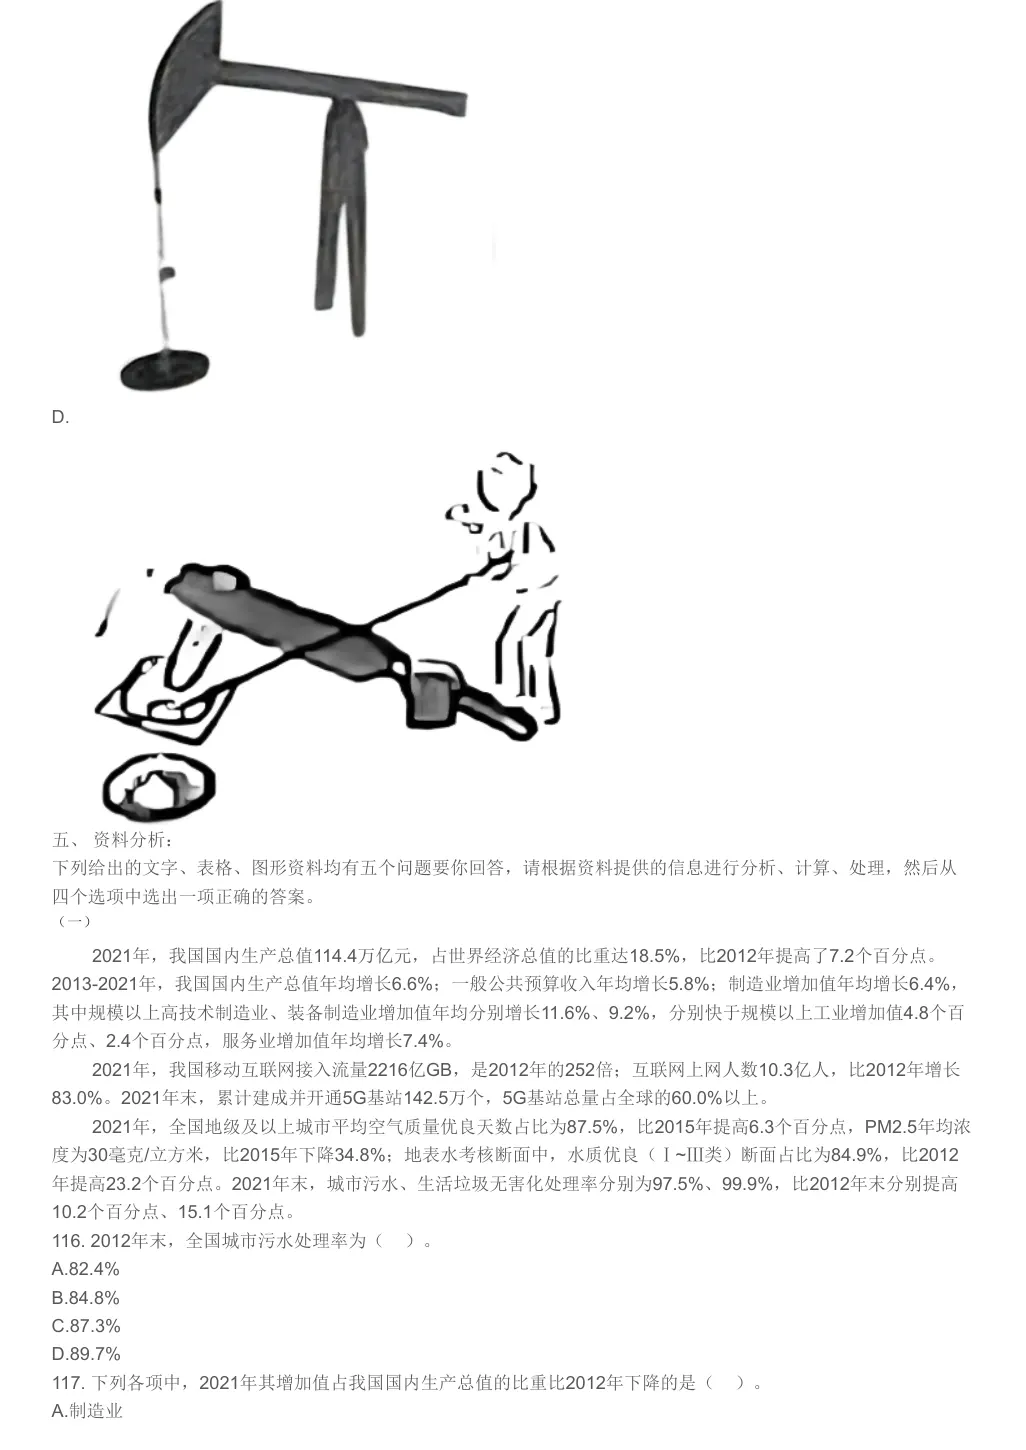 D.
五、 资料分析：
下列给出的文字、表格、图形资料均有五个问题要你回答，请根据资料提供的信息进行分析、计算、处理，然后从
四个选项中选出一项正确的答案。
（一）
2021年，我国国内生产总值114.4万亿元，占世界经济总值的比重达18.5%，比2012年提高了7.2个百分点。
2013-2021年，我国国内生产总值年均增长6.6%；一般公共预算收入年均增长5.8%；制造业增加值年均增长6.4%，
其中规模以上高技术制造业、装备制造业增加值年均分别增长11.6%、9.2%，分别快于规模以上工业增加值4.8个百
分点、2.4个百分点，服务业增加值年均增长7.4%。
2021年，我国移动互联网接入流量2216亿GB，是2012年的252倍；互联网上网人数10.3亿人，比2012年增长
83.0%。2021年末，累计建成并开通5G基站142.5万个，5G基站总量占全球的60.0%以上。
2021年，全国地级及以上城市平均空气质量优良天数占比为87.5%，比2015年提高6.3个百分点，PM2.5年均浓
度为30毫克/立方米，比2015年下降34.8%；地表水考核断面中，水质优良（Ⅰ~Ⅲ类）断面占比为84.9%，比2012
年提高23.2个百分点。2021年末，城市污水、生活垃圾无害化处理率分别为97.5%、99.9%，比2012年末分别提高
10.2个百分点、15.1个百分点。
116. 2012年末，全国城市污水处理率为（　）。
A.82.4%
B.84.8%
C.87.3%
D.89.7%
117. 下列各项中，2021年其增加值占我国国内生产总值的比重比2012年下降的是（　）。
A.制造业